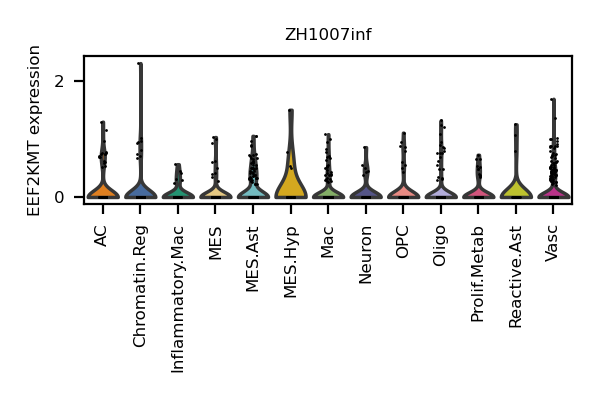 ZH1007inf
EEF2KMT expression
2
0
AC
Chromatin.Reg
Inflammatory.Mac
MES
MES.Ast
MES.Hyp
Mac
Neuron
OPC
Oligo
Prolif.Metab
Reactive.Ast
Vasc